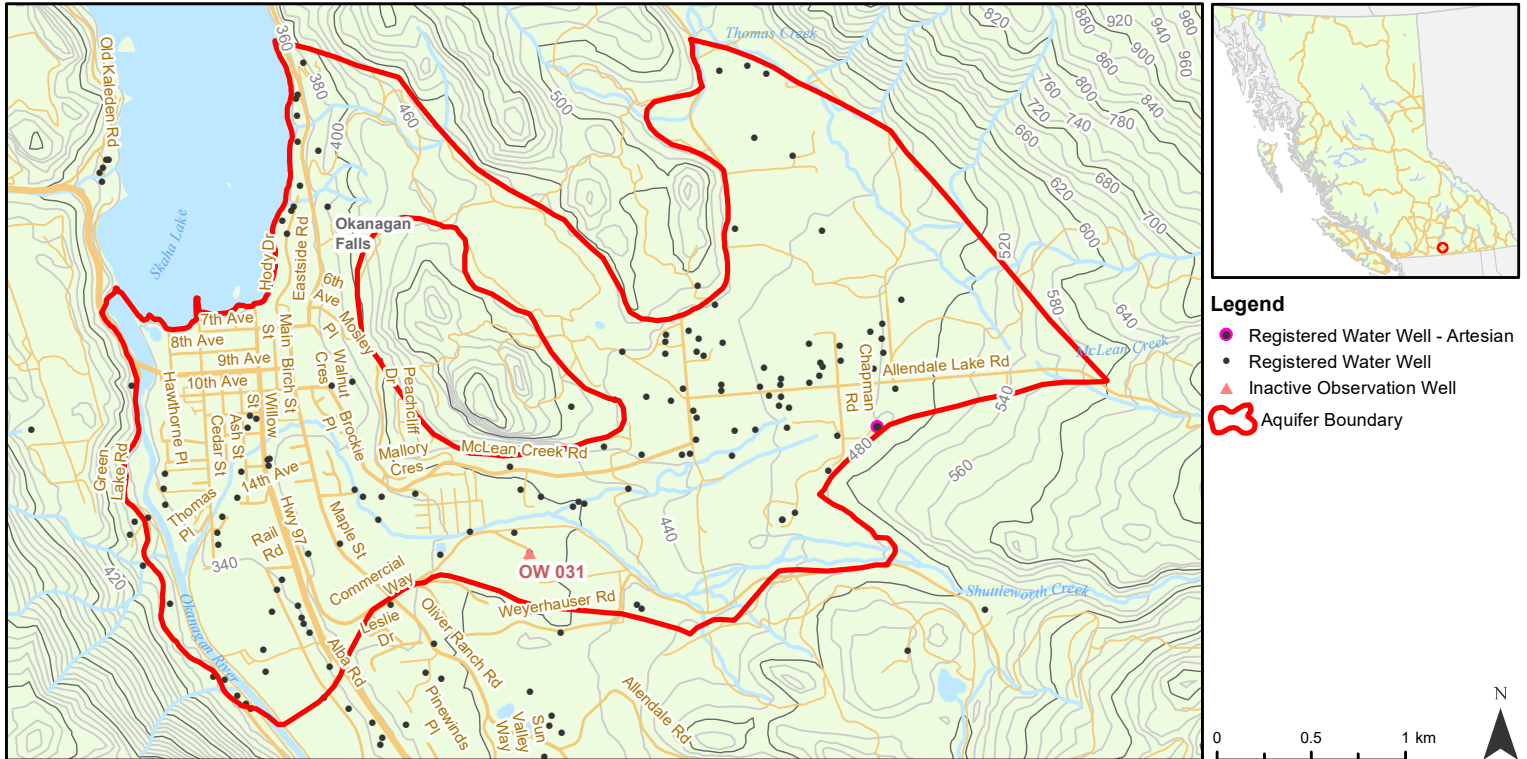 Old Kaleden Rd
360
380
400
460
500
Thomas Creek
820
880
920
940
980
960
900
860
840
800
760
780
740
720
700
660
680
620
600
520
580
640
Skaha Lake
Okanagan
Falls
Hody Dr
Eastside Rd
6th
Ave
7th Ave
8th Ave
9th Ave
10th Ave
Main
St
Birch St
Willow
St
Mosley
Dr
Pl
Walnut
Cres
Peachcliff
Dr
Brockie
Pl
Mallory
Cres
McLean Creek Rd
Hawthorne Pl
Ash St
Cedar St
14th Ave
Green
Lake Rd
Thomas
Pl
Rail
Rd
Hwy 97
Maple St
340
420
Okanagan River
Commercial
Way
Leslie
Dr
Alba Rd
Oliver Ranch Rd
Pinewinds
Pl
Sun
Valley
Way
Weyerhauser Rd
Allendale Rd
OW 031
440
480
Chapman
Rd
Allendale Lake Rd
McLean Creek
540
560
Shuttleworth Creek
Legend
Registered Water Well - Artesian
Registered Water Well
Inactive Observation Well
Aquifer Boundary
N
0 0.5 1 km